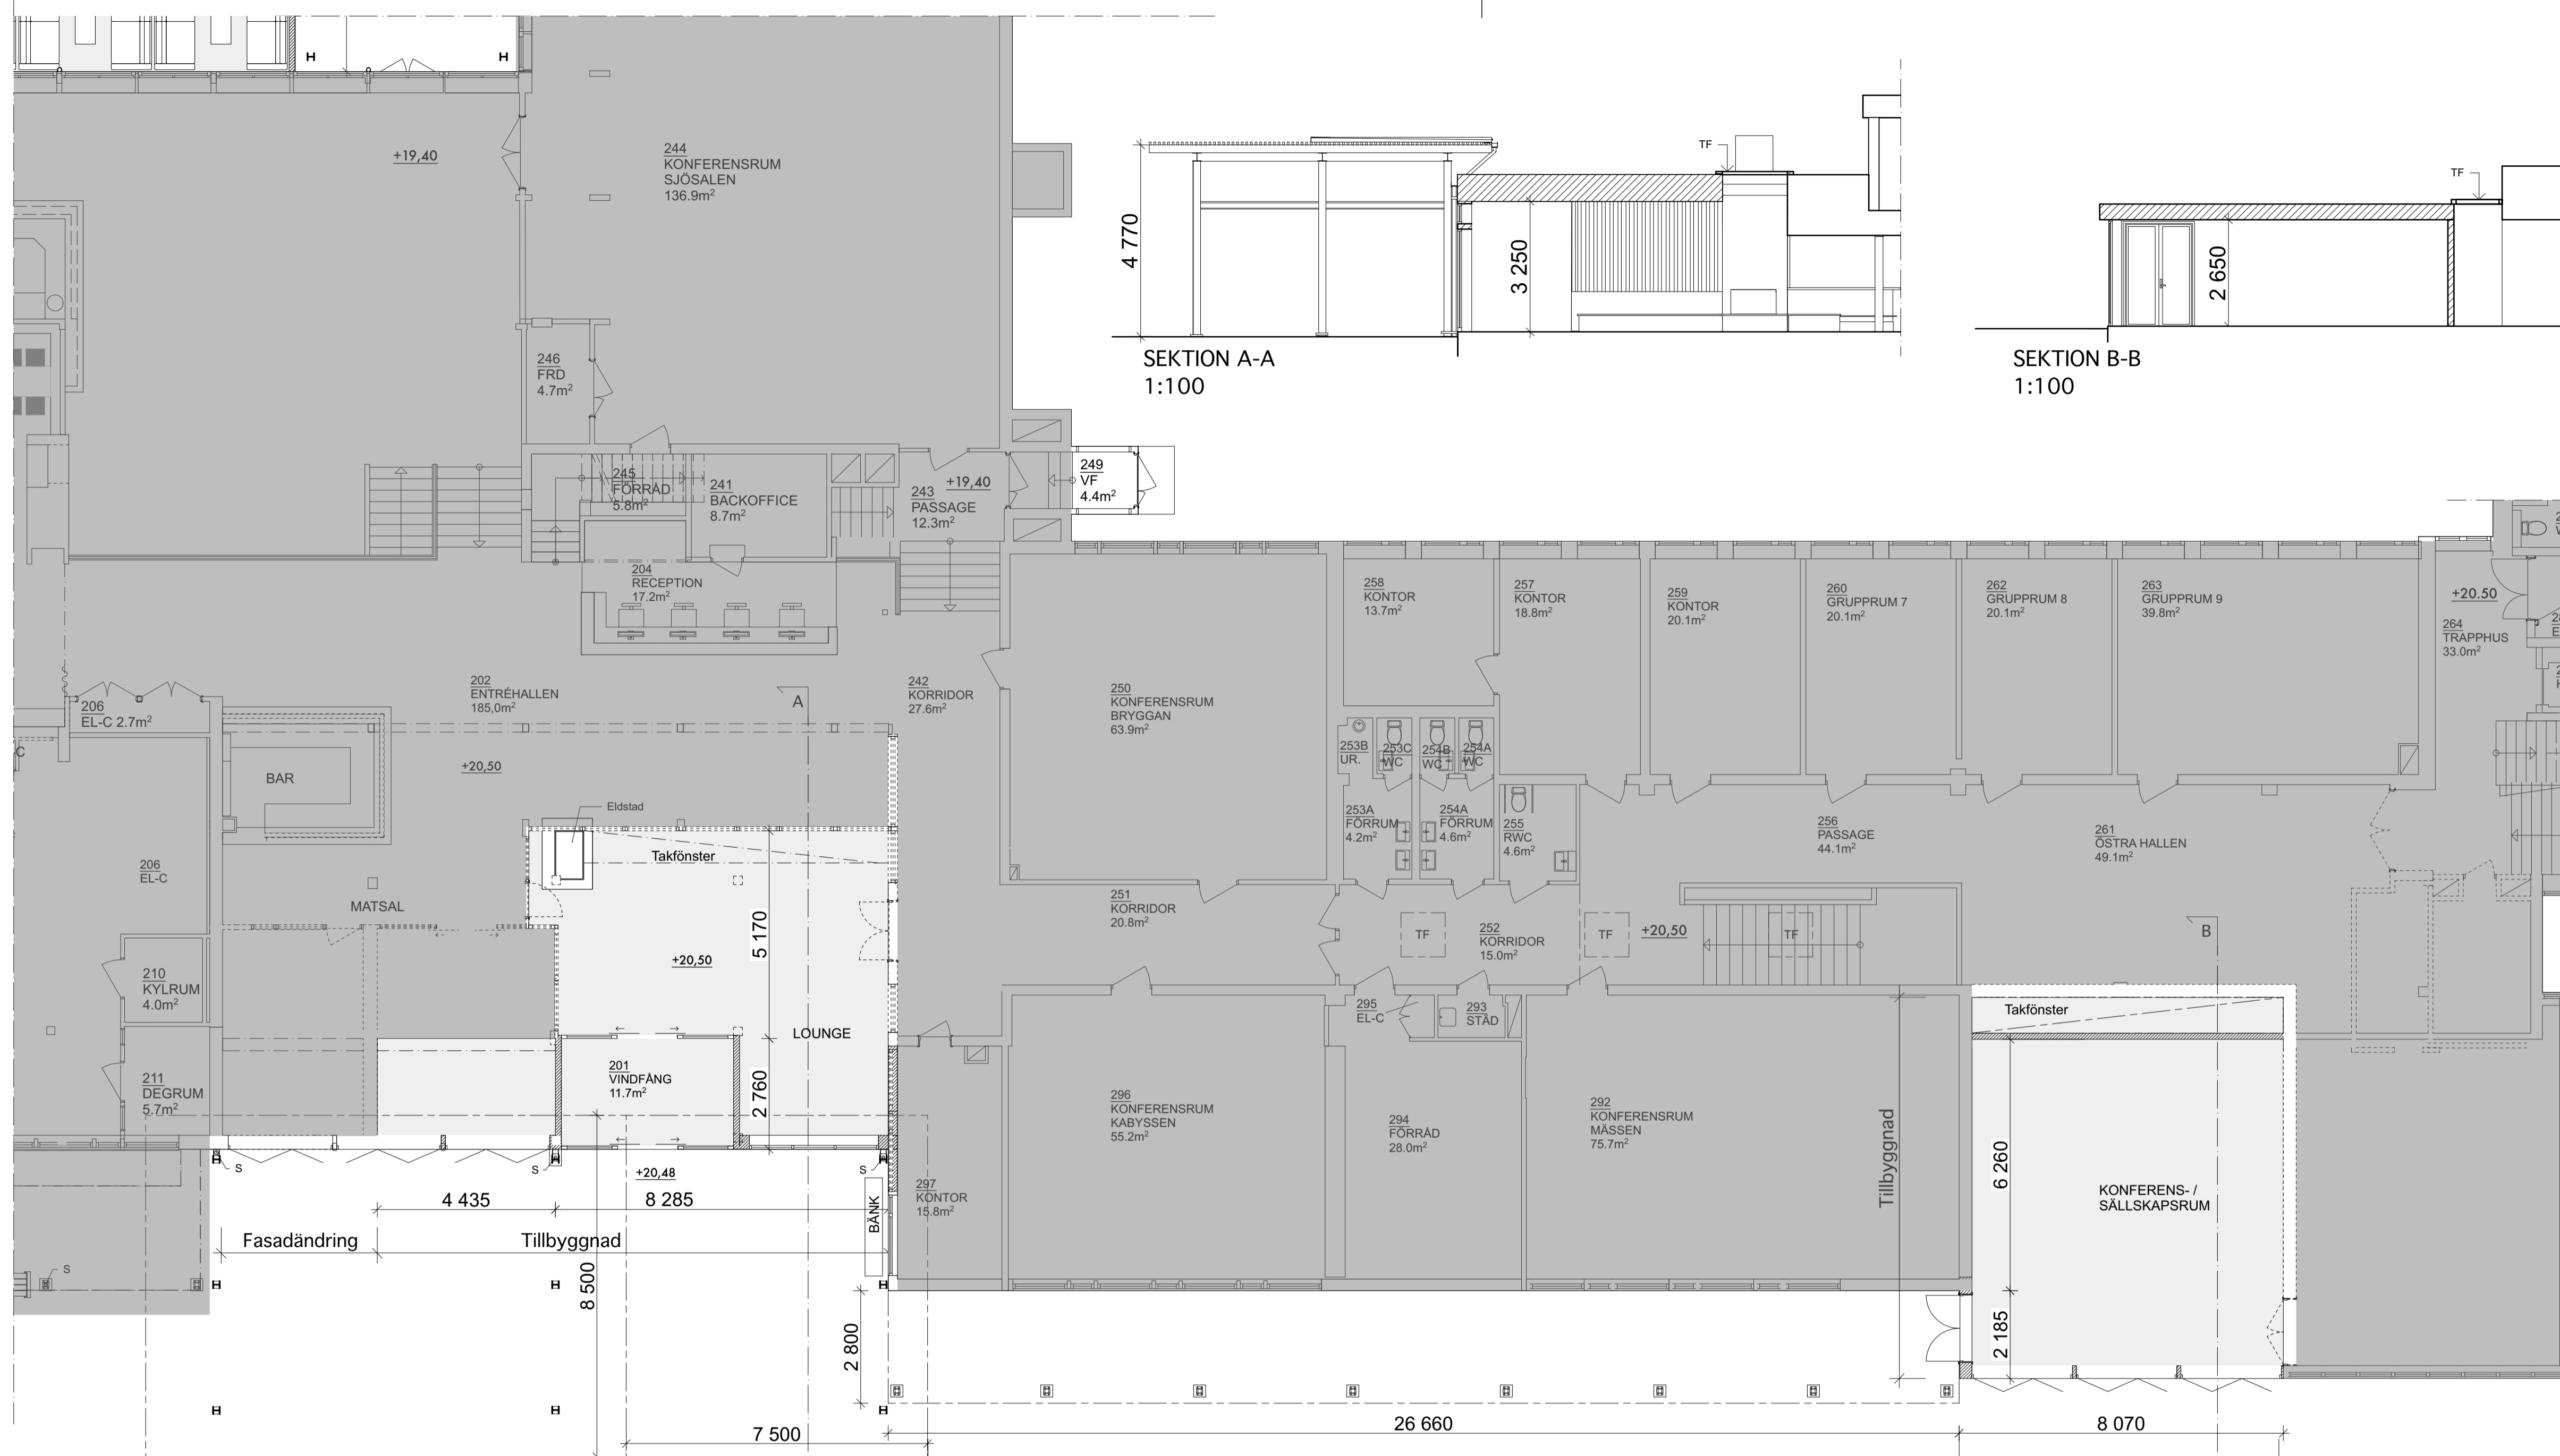 +19,40
244
KONFERENSRUM
SJÖSALEN
136.9m²
TF
4 770
3 250
SEKTION A-A
1:100
TF
2 650
SEKTION B-B
1:100
246
FRD
4.7m²
245
FÖRRÅD
5.8m²
241
BACKOFFICE
8.7m²
243
PASSAGE
12.3m²
+19,40
249
VF
4.4m²
204
RECEPTION
17.2m²
202
ENTRÉHALLEN
185,0m²
206
EL-C 2.7m²
C
BAR
+20,50
A
242
KORRIDOR
27.6m²
250
KONFERENSRUM
BRYGGAN
63.9m²
258
KONTOR
13.7m²
257
KONTOR
18.8m²
259
KONTOR
20.1m²
260
GRUPPRUM 7
20.1m²
262
GRUPPRUM 8
20.1m²
263
GRUPPRUM 9
39.8m²
+20.50
264
TRAPPHUS
33.0m²
253B
UR.
253C
WC
254B
WC
254A
WC
253A
FÖRRUM
4.2m²
254A
FÖRRUM
4.6m²
255
RWC
4.6m²
256
PASSAGE
44.1m²
261
ÖSTRA HALLEN
49.1m²
Eldstad
Takfönster
206
EL-C
MATSAL
5 170
+20,50
251
KORRIDOR
20.8m²
TF
252
KORRIDOR
15.0m²
TF
+20,50
TF
B
210
KYLRUM
4.0m²
LOUNGE
295
EL-C
293
STÄD
Takfönster
211
DEGRUM
5.7m²
201
VINDFÅNG
11.7m²
2 760
296
KONFERENSRUM
KABYSSEN
55.2m²
294
FÖRRÅD
28.0m²
292
KONFERENSRUM
MÄSSEN
75.7m²
Tillbyggnad
6 260
KONFERENS- /
SÄLLSKAPSRUM
S
S
S
+20,48
4 435
8 285
BÄNK
297
KONTOR
15.8m²
Fasadändring
Tillbyggnad
S
8 500
2 800
2 185
7 500
26 660
8 070